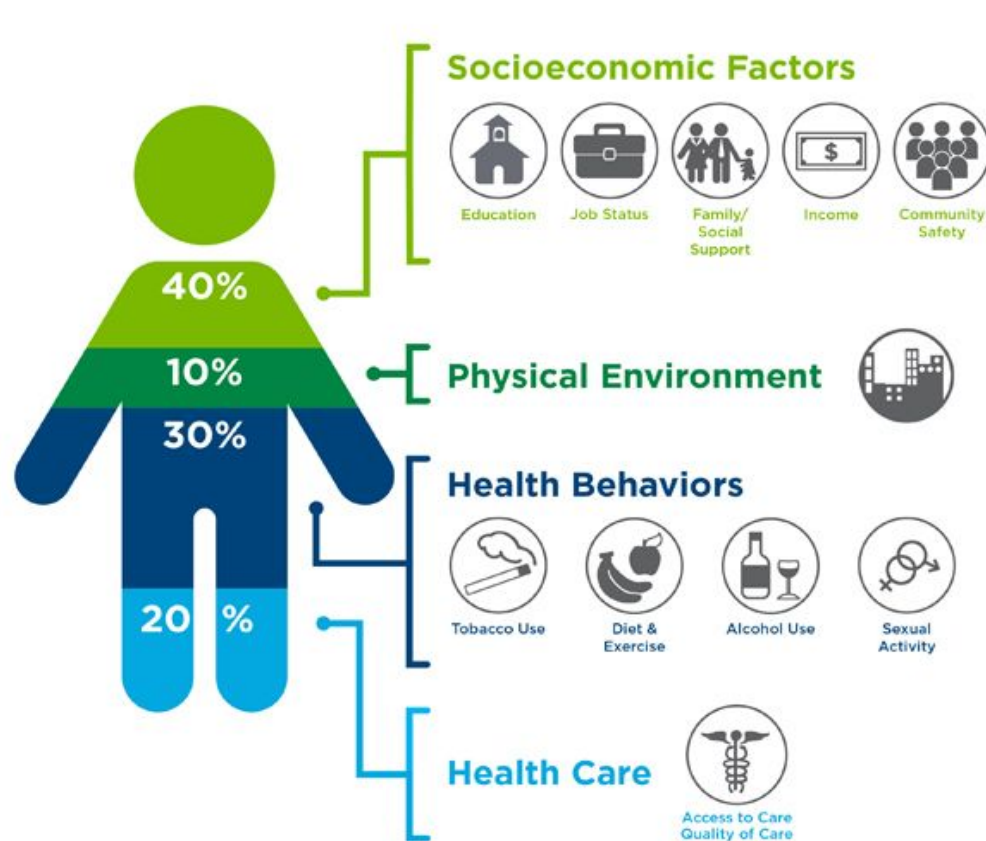 Socioeconomic Factors
$
Education
Job Status
Family/
Social
Support
Income
Community
Safety
40%
10%
Physical Environment
30%
Health Behaviors
Tobacco Use
Diet &
Exercise
Alcohol Use
Sexual
Activity
20 %
Health Care
Access to Care
Quality of Care